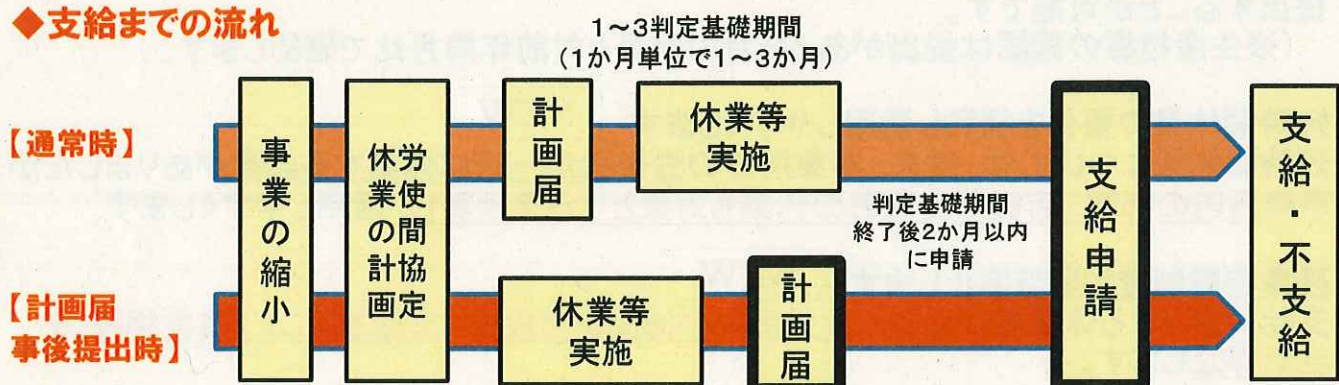 ◆支給までの流れ
1～3判定基礎期間
(1か月単位で1～3か月)
【通常時】
事業の縮小
労使間協定
休業の計画
計画届
休業等
実施
判定基礎期間
終了後2か月以内
に申請
支給申請
支給・不支給
【計画届
事後提出時】
休業等
実施
計画届